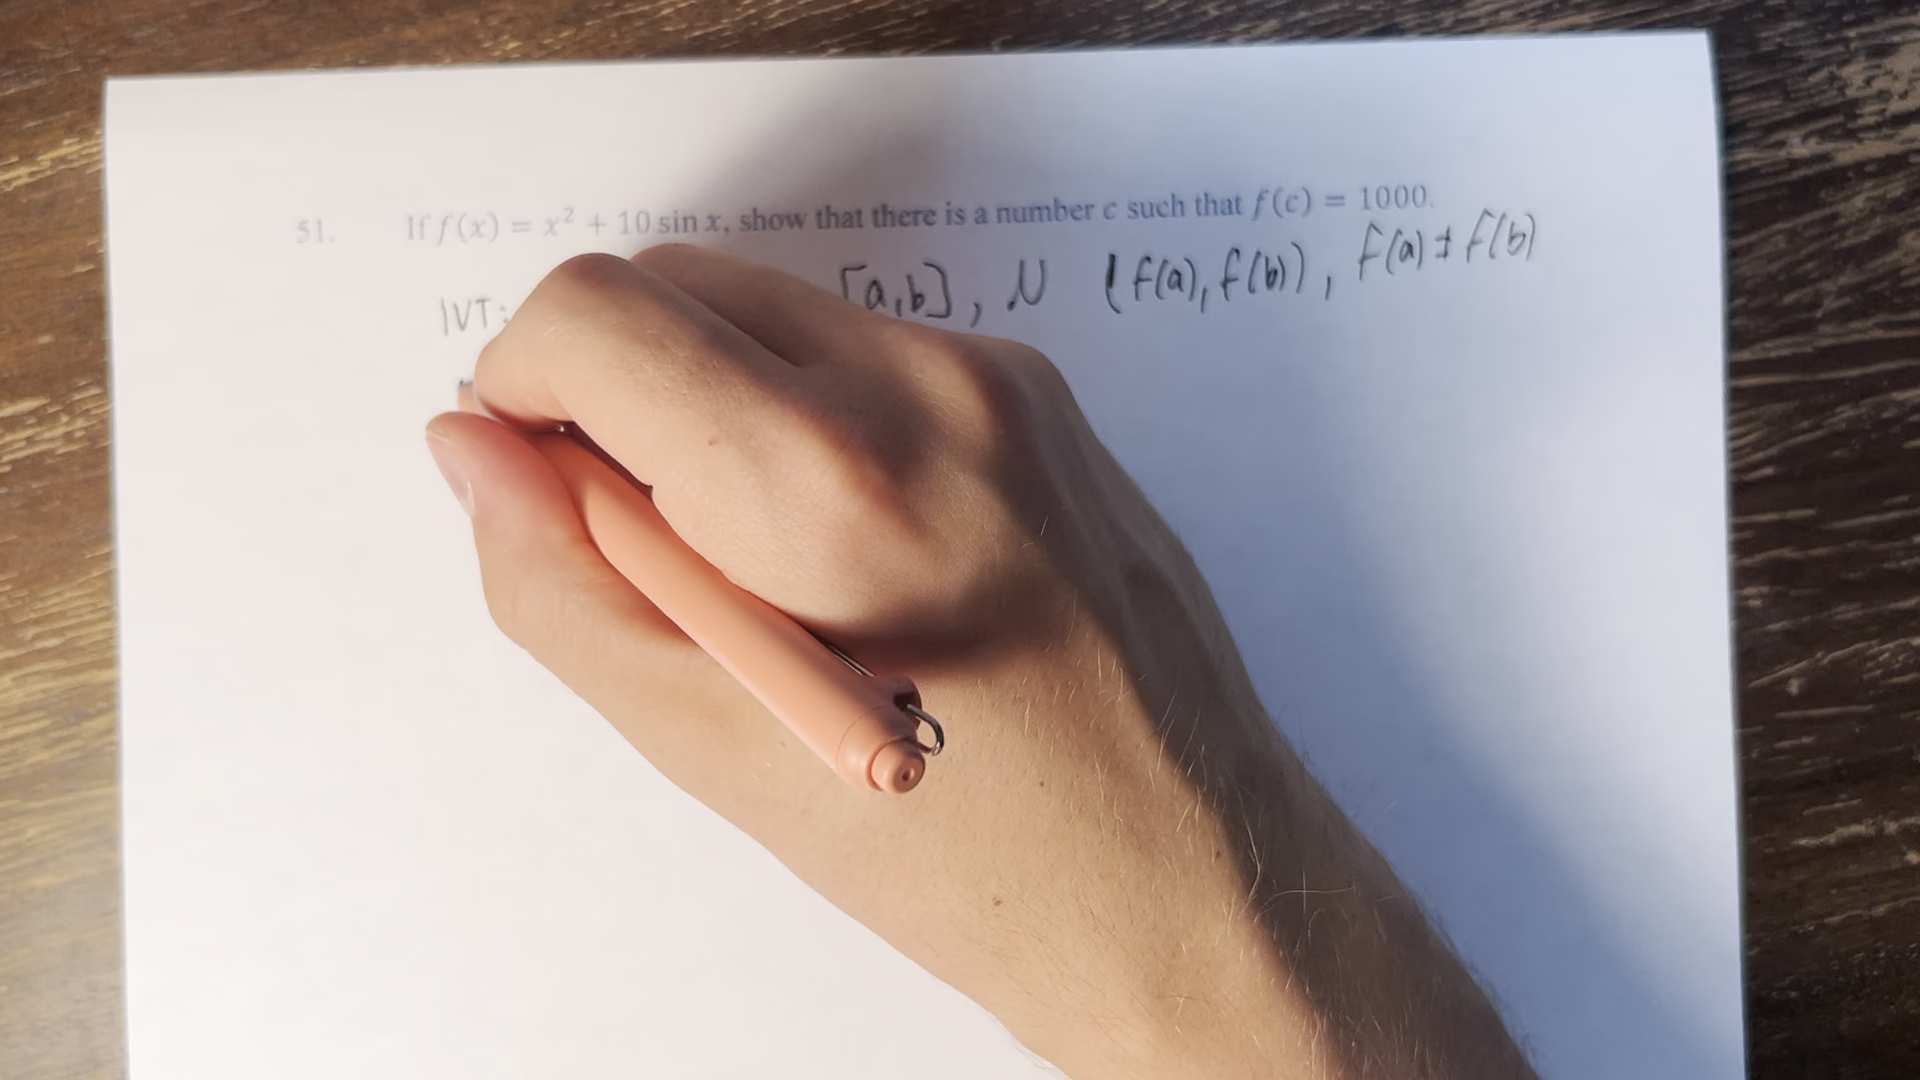 51. If f(x) = x² + 10 sin x, show that there is a number c such that f(c) = 1000.
IVT: [a,b], N (f(a), f(b)), f(a) ≠ f(b)